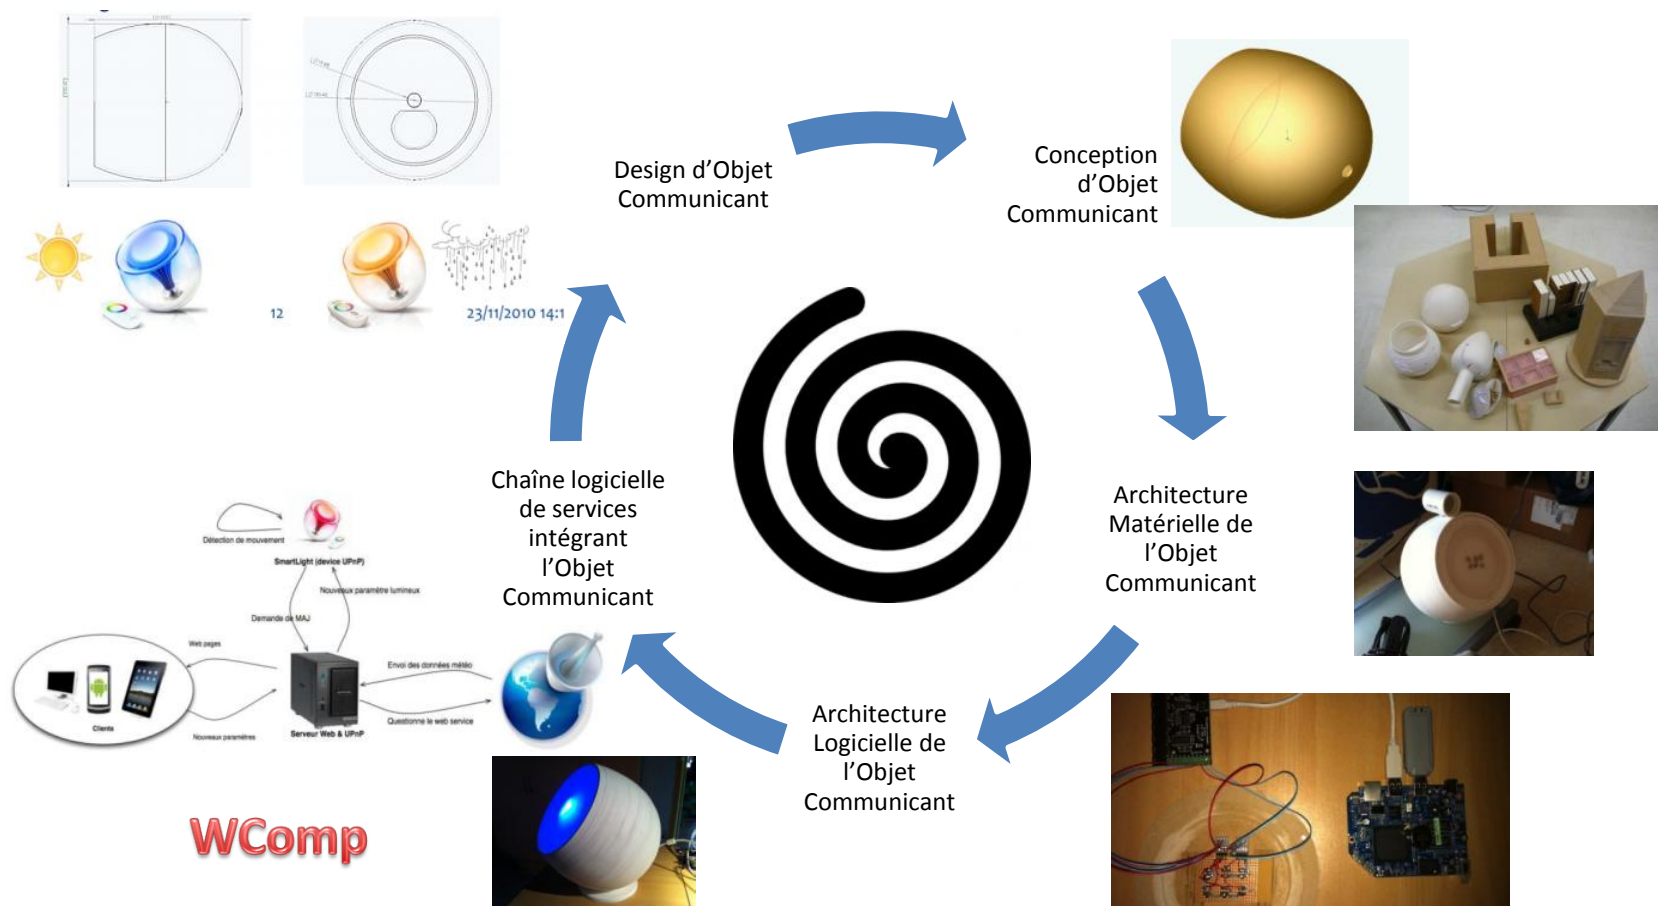 Design d’Objet
Communicant
Conception
d’Objet
Communicant
12
23/11/2010 14:1
Architecture
Matérielle de
l’Objet
Communicant
Chaîne logicielle
de services
intégrant
l’Objet
Communicant
Détection de mouvement
SmartLight (device UPnP)
Nouveaux paramètre lumineux
Demande de MAJ
Web pages
Envoi des données météo
Questionne le web service
Clients
Serveur Web & UPnP
Nouveaux paramètres
Architecture
Logicielle de
l’Objet
Communicant
WComp